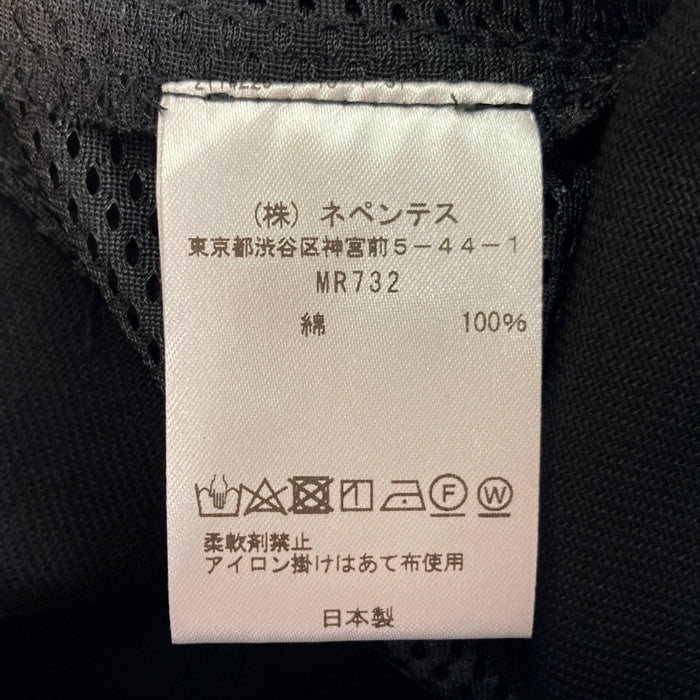 (株) ネペンテス
東京都渋谷区神宮前5-44-1
MR732
綿 100%
F W
柔軟剤禁止
アイロン掛けはあて布使用
日本製